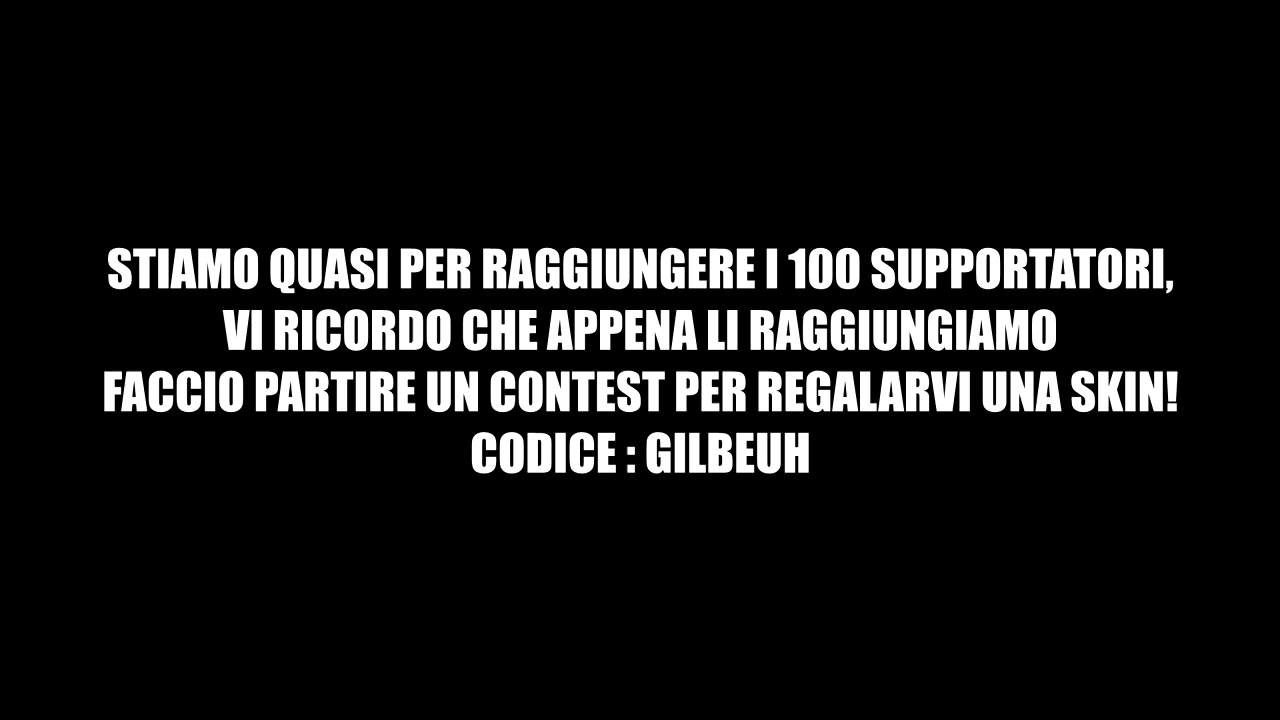 STIAMO QUASI PER RAGGIUNGERE I 100 SUPPORTATORI,
VI RICORDO CHE APPENA LI RAGGIUNGIAMO
FACCIO PARTIRE UN CONTEST PER REGALARVI UNA SKIN!
CODICE : GILBEUH